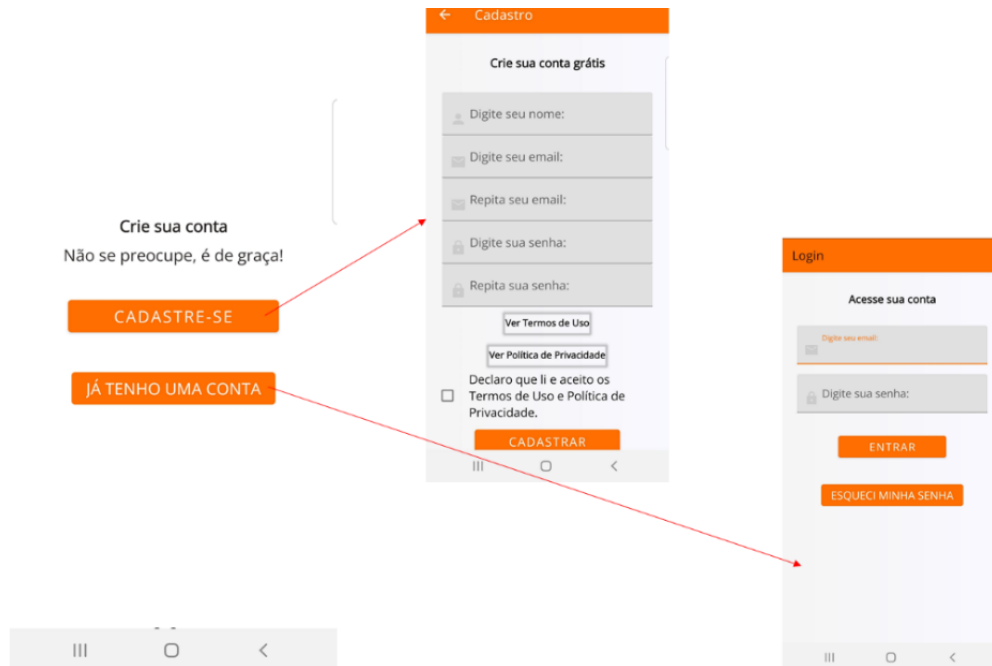 Crie sua conta
Não se preocupe, é de graça!
CADASTRE-SE
JÁ TENHO UMA CONTA
Cadastro
Crie sua conta grátis
Digite seu nome:
Digite seu email:
Repita seu email:
Digite sua senha:
Repita sua senha:
Ver Termos de Uso
Ver Política de Privacidade
Declaro que li e aceito os
Termos de Uso e Política de
Privacidade.
CADASTRAR
Login
Acesse sua conta
Digite seu email:
Digite sua senha:
ENTRAR
ESQUECI MINHA SENHA